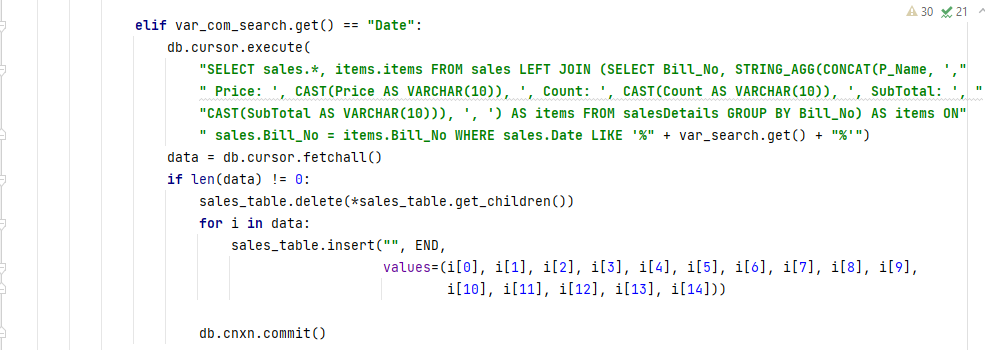 30 21
elif var_com_search.get() == "Date":
db.cursor.execute(
"SELECT sales.*, items.items FROM sales LEFT JOIN (SELECT Bill_No, STRING_AGG(CONCAT(P_Name, ',"
" Price: ', CAST(Price AS VARCHAR(10)), ', Count: ', CAST(Count AS VARCHAR(10)), ', SubTotal: ', "
"CAST(SubTotal AS VARCHAR(10))), ', ') AS items FROM salesDetails GROUP BY Bill_No) AS items ON"
" sales.Bill_No = items.Bill_No WHERE sales.Date LIKE '%" + var_search.get() + "%'")
data = db.cursor.fetchall()
if len(data) != 0:
sales_table.delete(*sales_table.get_children())
for i in data:
sales_table.insert("", END,
values=(i[0], i[1], i[2], i[3], i[4], i[5], i[6], i[7], i[8], i[9],
i[10], i[11], i[12], i[13], i[14]))
db.cnxn.commit()